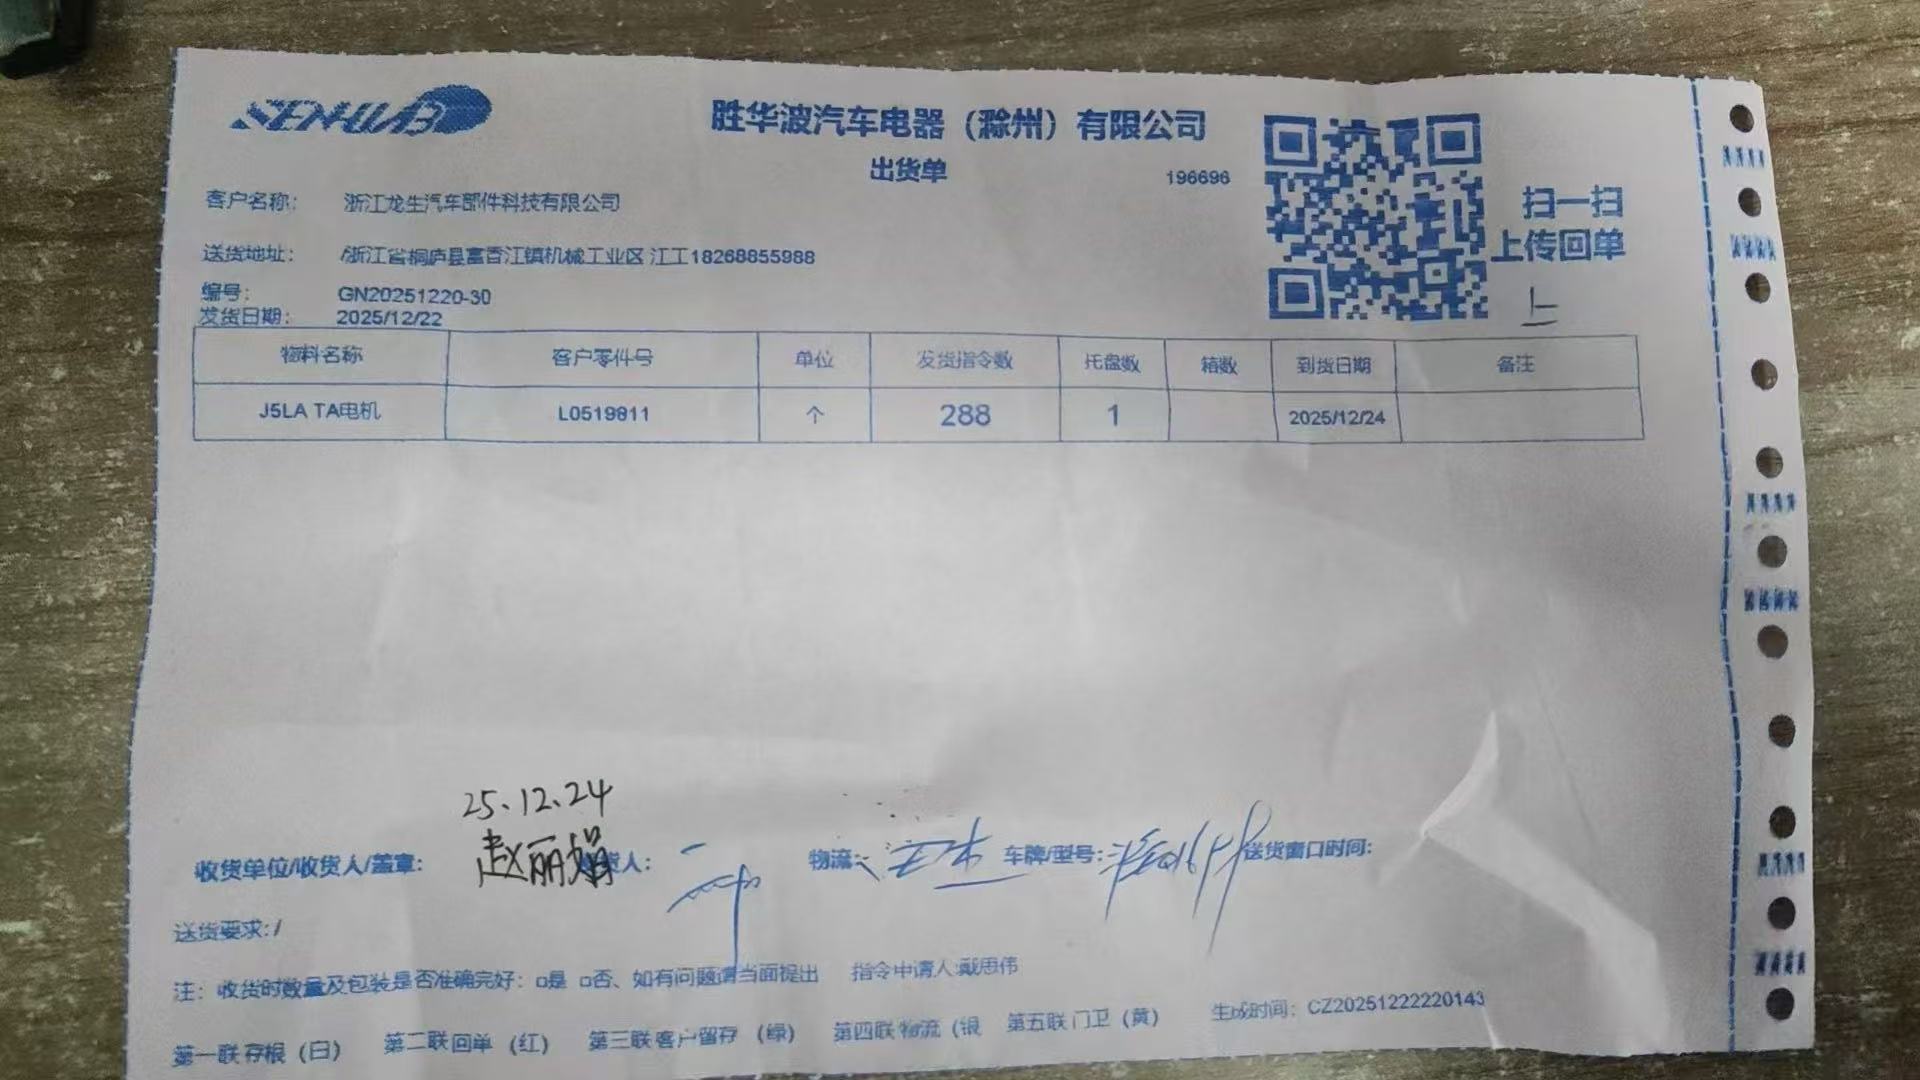 SENHUAB
胜华波汽车电器（滁州）有限公司
出货单
196696
扫一扫
上传回单
上
客户名称： 浙江龙生汽车部件科技有限公司
送货地址： /浙江省桐庐县富春江镇机械工业区 江工18268855988
编号： GN20251220-30
发货日期： 2025/12/22
物料名称 客户零件号 单位 发货指令数 托盘数 箱数 到货日期 备注
J5LA TA电机 L0519811 个 288 1 2025/12/24
25.12.24
收货单位/收货人/盖章： 赵丽娟 货人： 物流： 车牌/型号： 送货窗口时间：
送货要求：/
注：收货时数量及包装是否准确完好：□是 □否、如有问题请当面提出 指令申请人:戴思伟
第一联 存根（白） 第二联 回单（红） 第三联 客户留存（绿） 第四联 物流（银 第五联 门卫（黄） 生成时间：CZ20251222220143